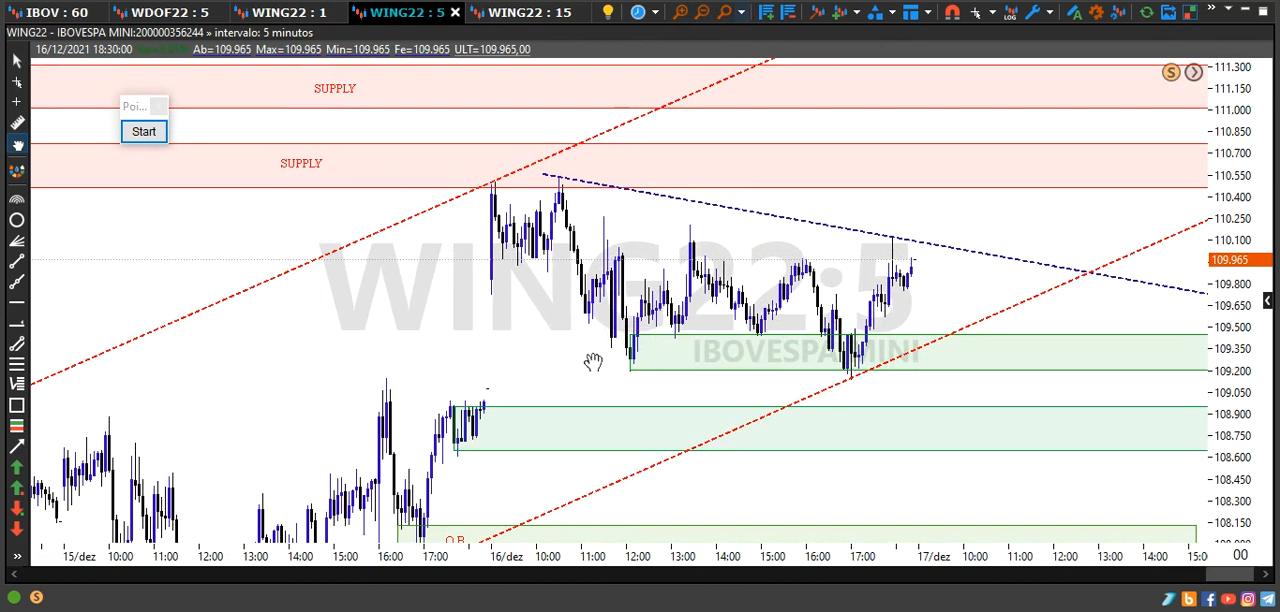 IBOV : 60 WDOF22 : 5 WING22 : 1 WING22 : 5 WING22 : 15
WING22 - IBOVESPA MINI:200000356244 » intervalo: 5 minutos
16/12/2021 18:30:00 Ab=109.965 Max=109.965 Min=109.965 Fe=109.965 ULT=109.965,00
LOG
S
SUPPLY
SUPPLY
Poi...
Start
WING22:5
IBOVESPA MINI
OB
111.300
111.150
111.000
110.850
110.700
110.550
110.400
110.250
110.100
109.965
109.800
109.650
109.500
109.350
109.200
109.050
108.900
108.750
108.600
108.450
108.300
108.150
15/dez 10:00 11:00 12:00 13:00 14:00 15:00 16:00 17:00 16/dez 10:00 11:00 12:00 13:00 14:00 15:00 16:00 17:00 17/dez 10:00 11:00 12:00 13:00 14:00 15:0 00
S